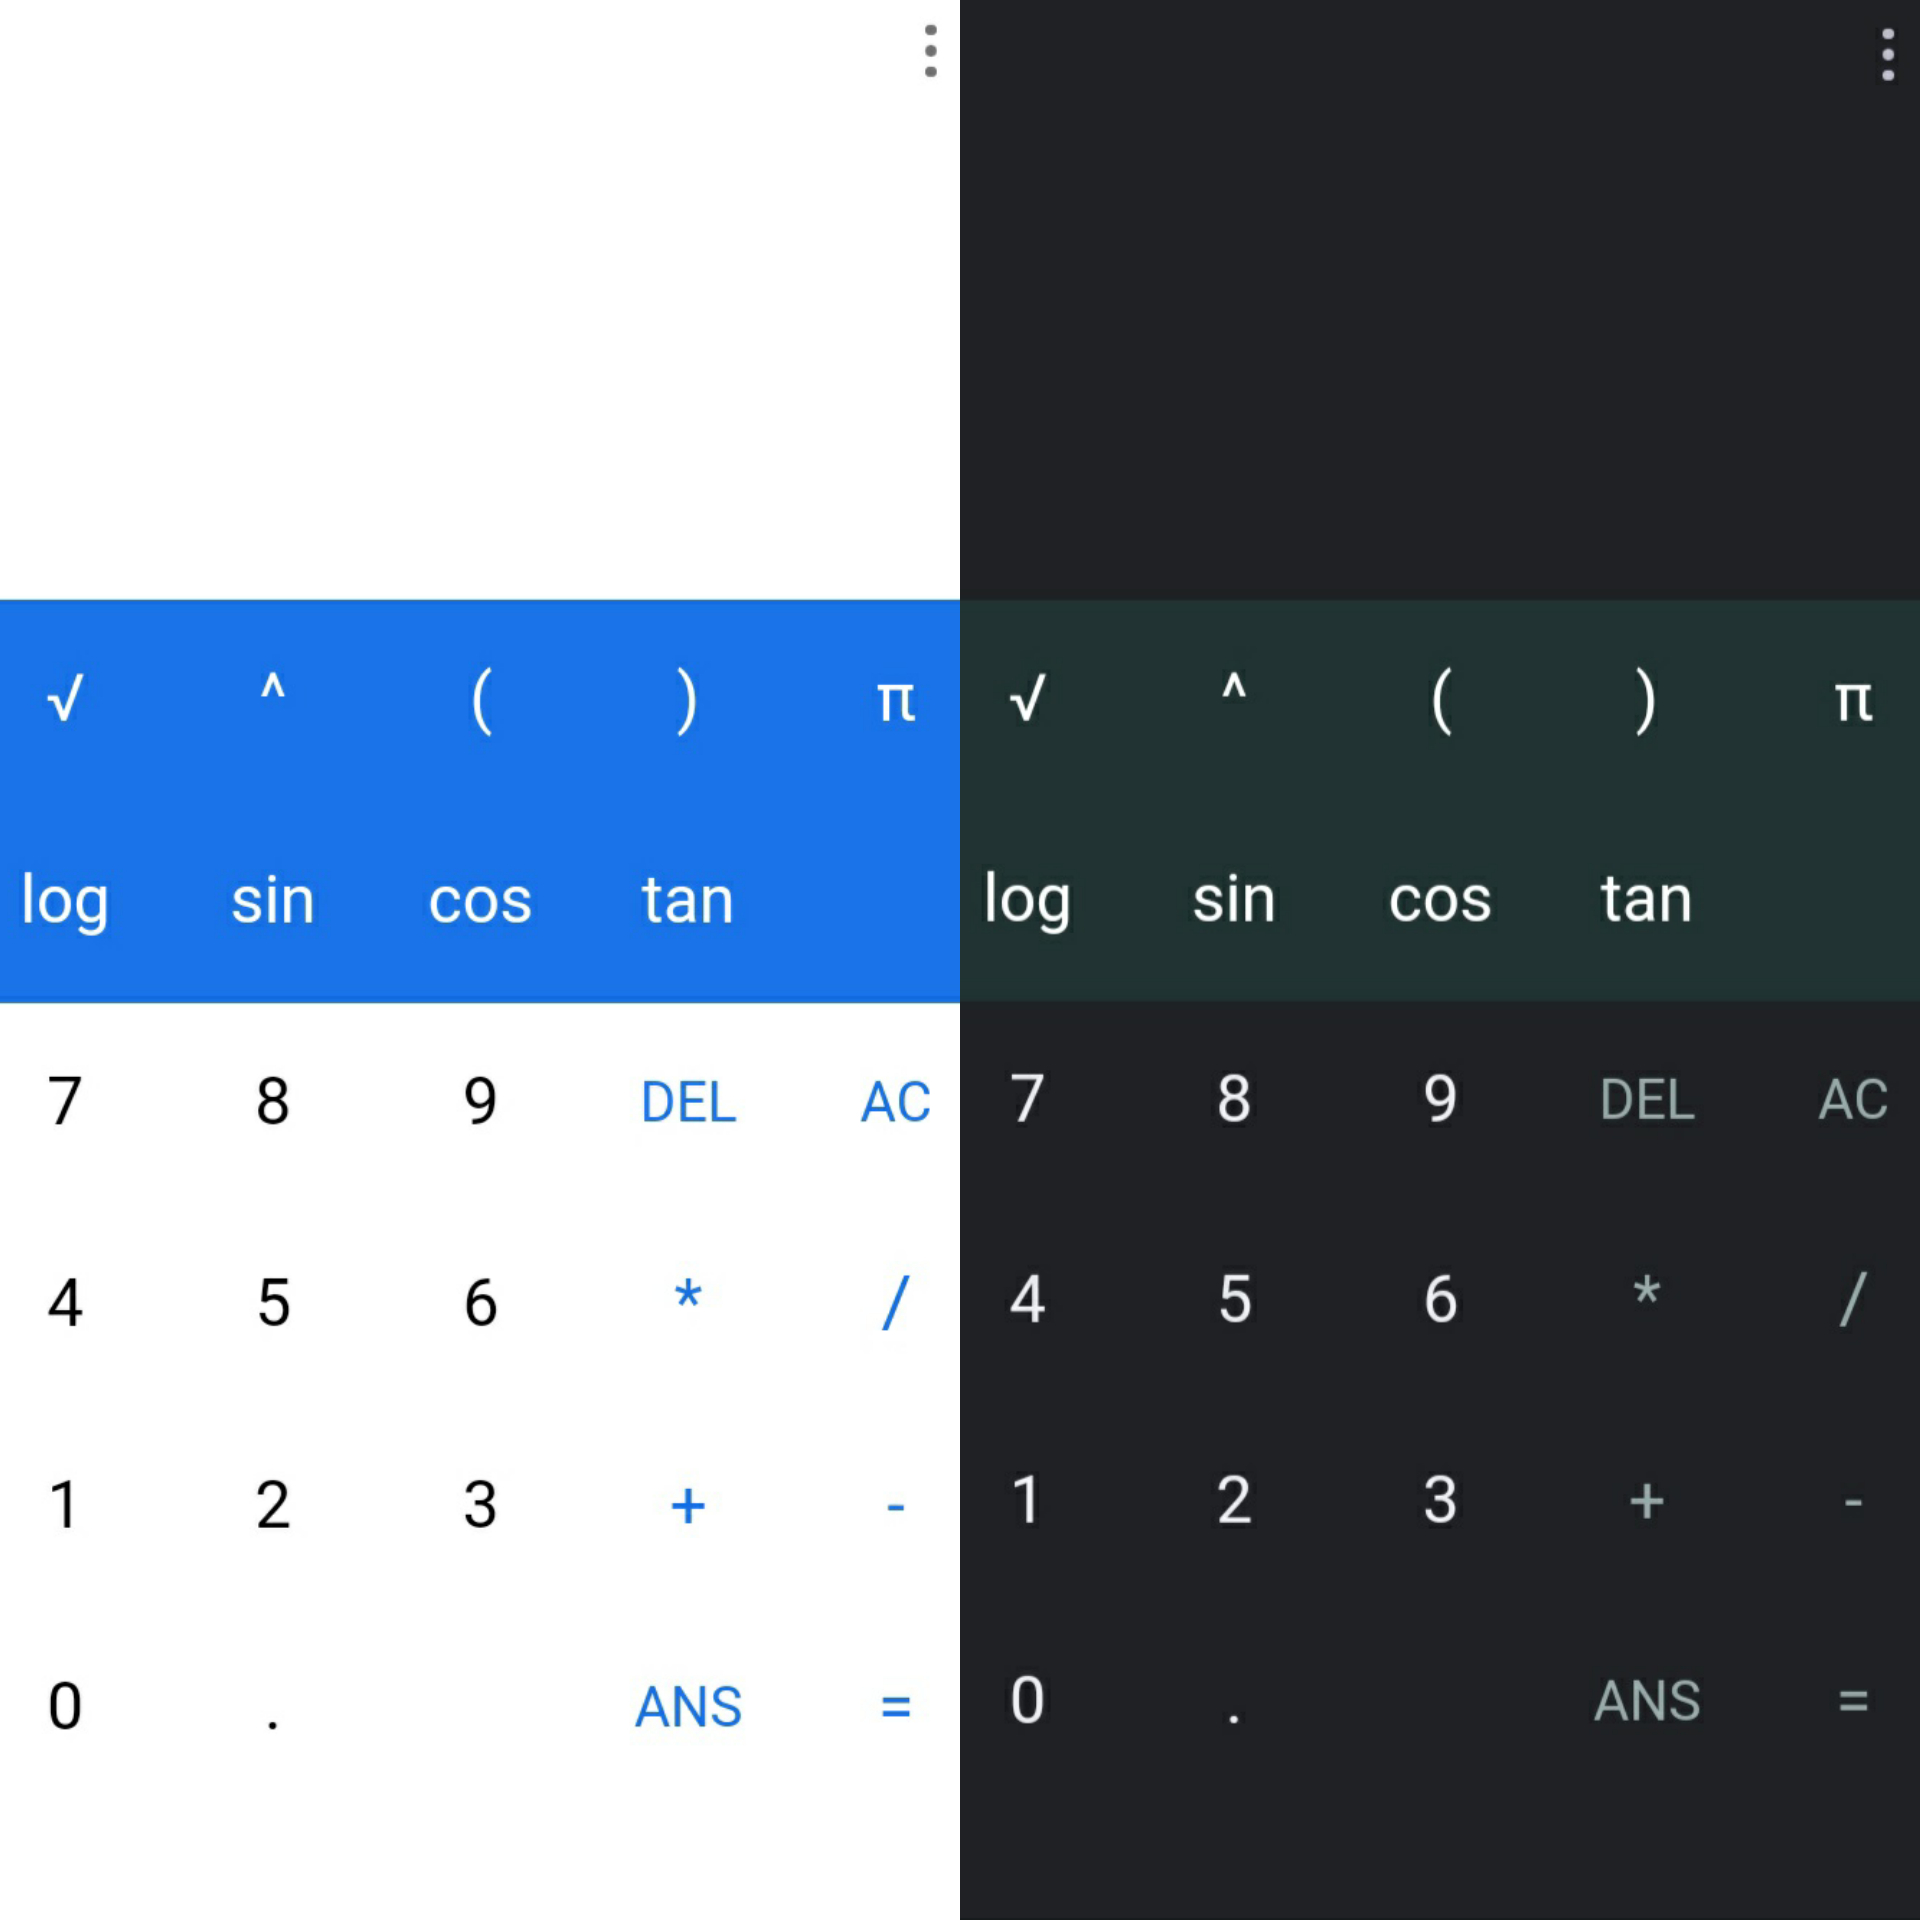 √ ^ ( ) π
log sin cos tan
7 8 9 DEL AC
4 5 6 * /
1 2 3 + -
0 . ANS =
√ ^ ( ) π
log sin cos tan
7 8 9 DEL AC
4 5 6 * /
1 2 3 + -
0 . ANS =